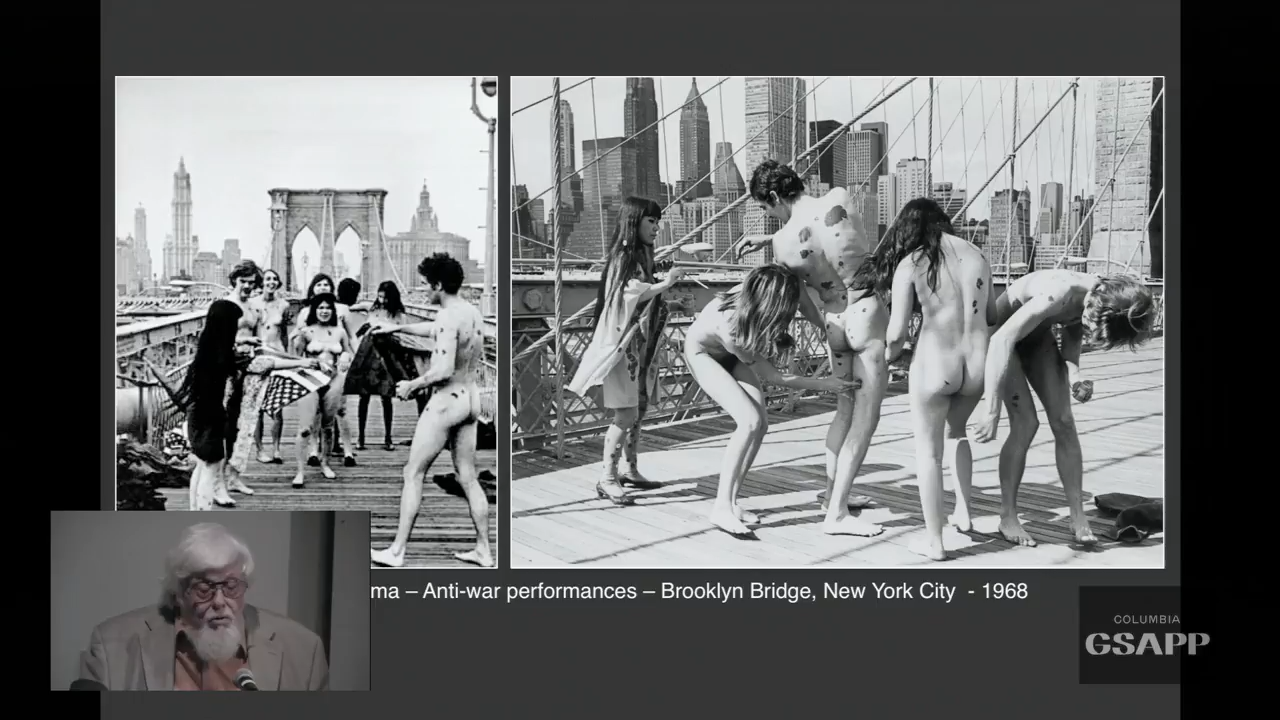 ma – Anti-war performances – Brooklyn Bridge, New York City - 1968
COLUMBIA
GSAPP